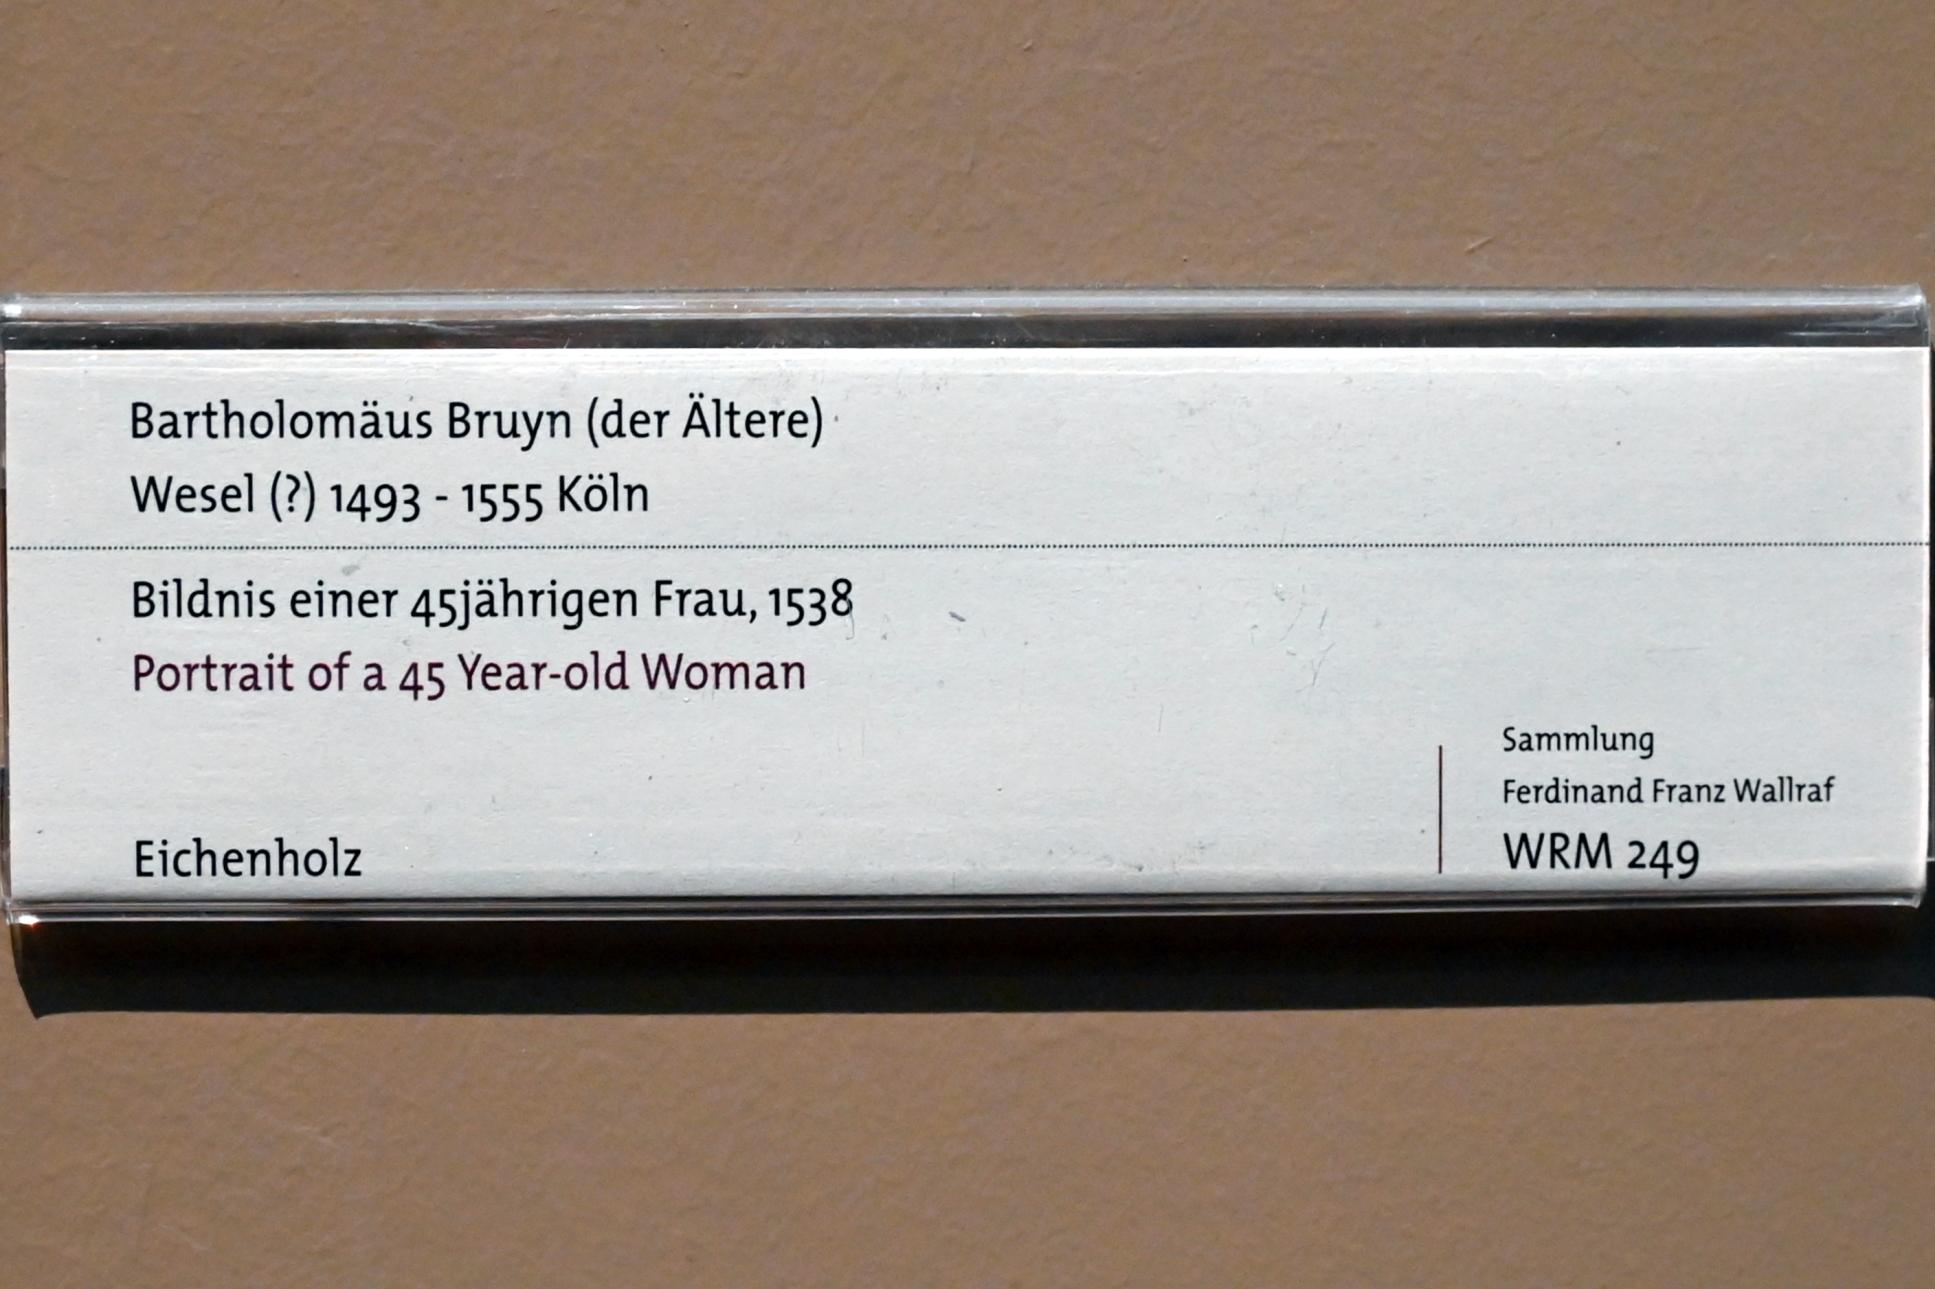 Bartholomäus Bruyn (der Ältere)
Wesel (?) 1493 - 1555 Köln
Bildnis einer 45jährigen Frau, 1538
Portrait of a 45 Year-old Woman
Eichenholz
Sammlung
Ferdinand Franz Wallraf
WRM 249